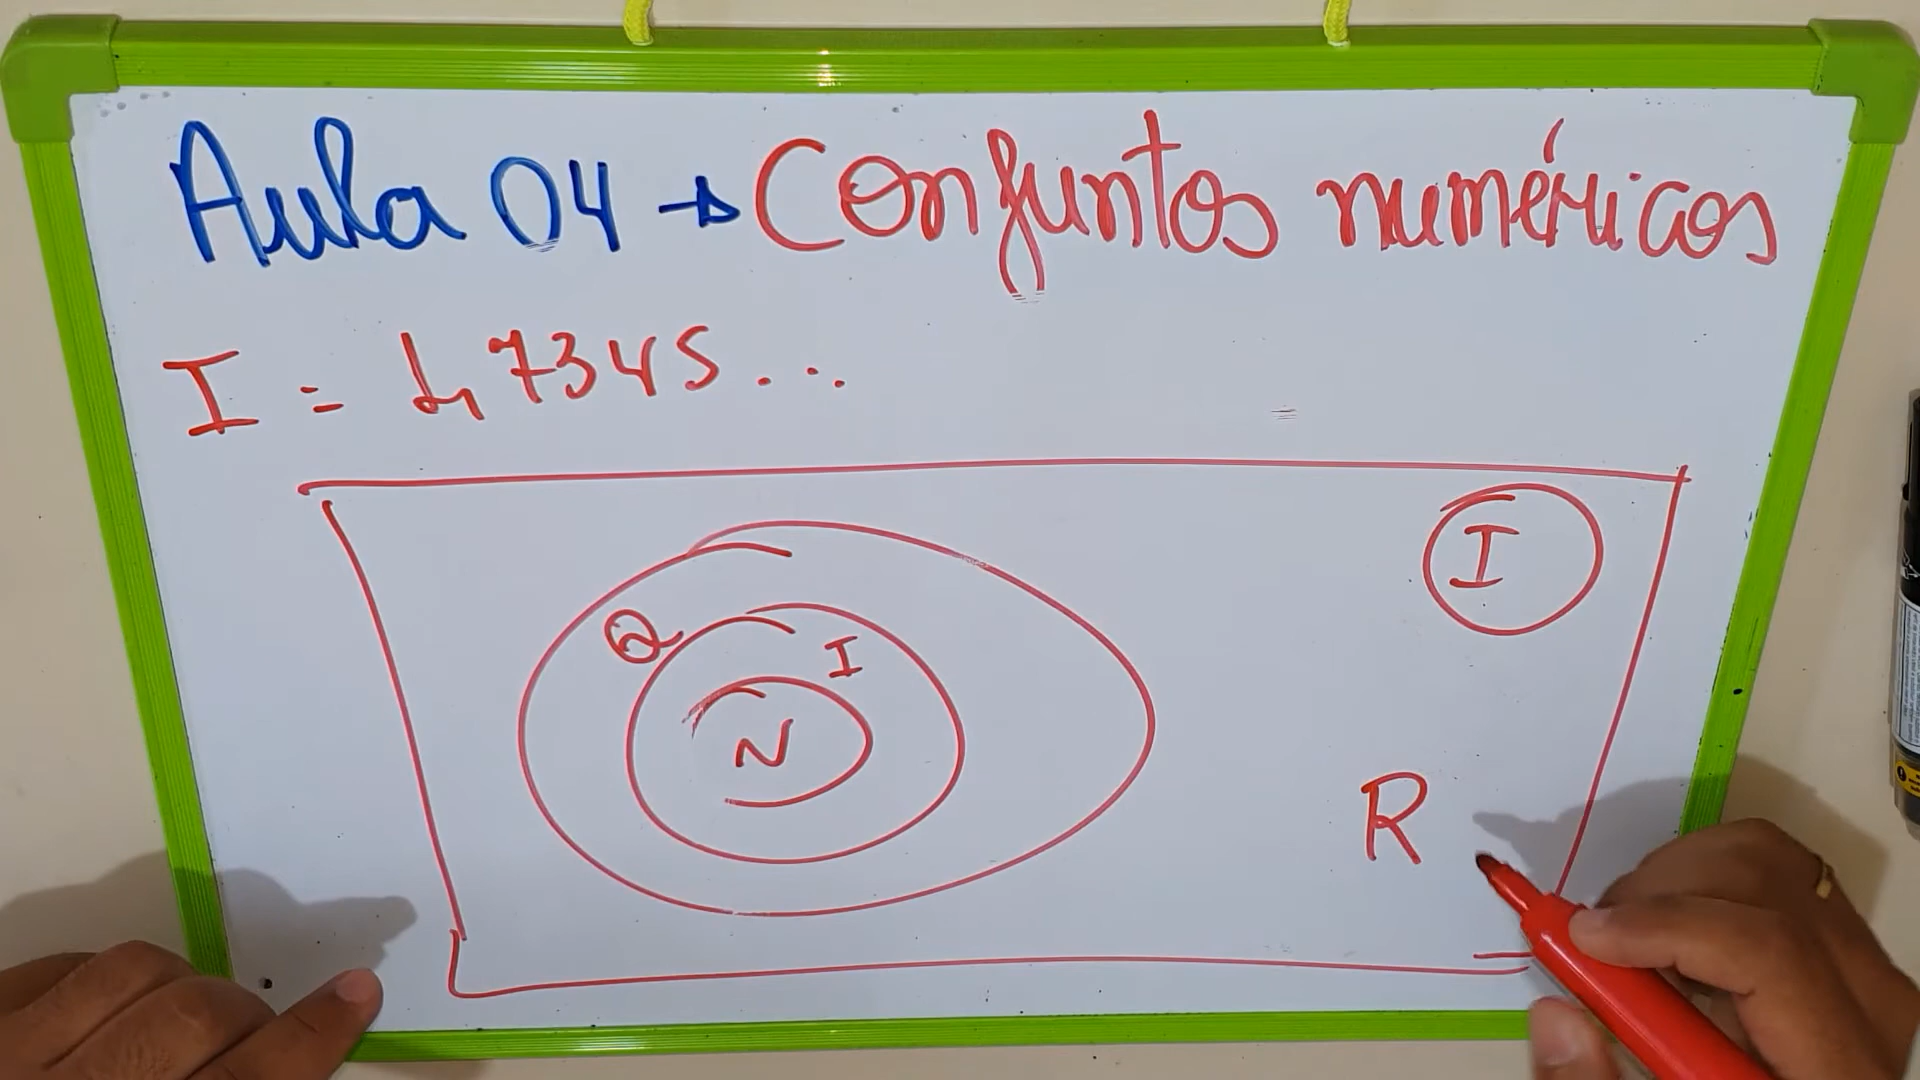 Aula 04 → Conjuntos numéricos
I = 1,7345...
I
Q
I
N
R